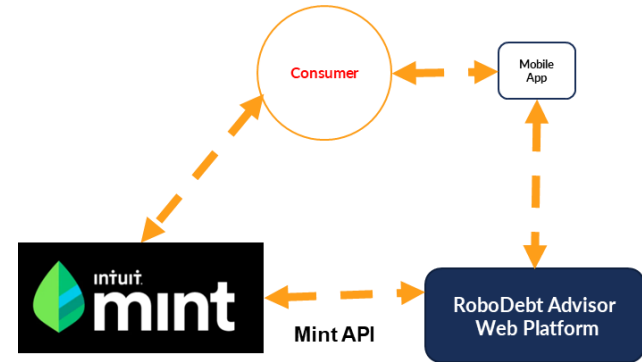 Consumer
Mobile
App
intuit
mint
Mint API
RoboDebt Advisor
Web Platform